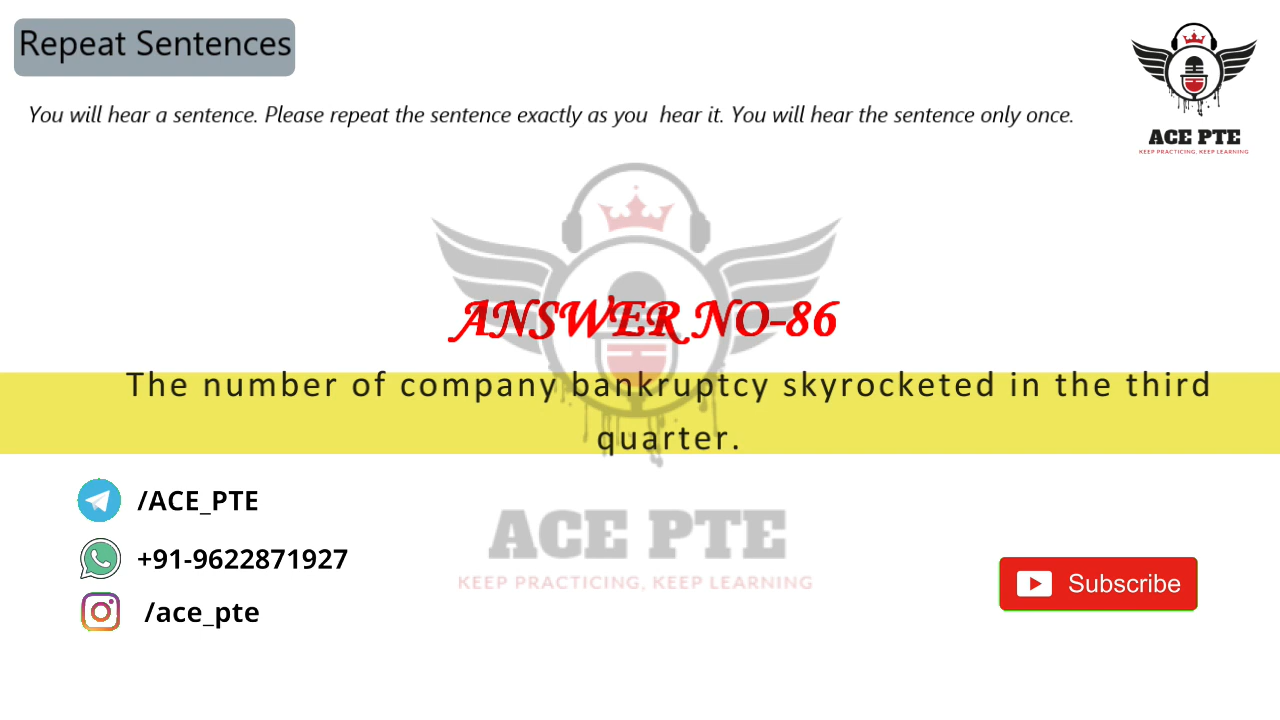 Repeat Sentences
You will hear a sentence. Please repeat the sentence exactly as you hear it. You will hear the sentence only once.
ACE PTE
KEEP PRACTICING, KEEP LEARNING
ANSWER NO-86
The number of company bankruptcy skyrocketed in the third
quarter.
/ACE_PTE
+91-9622871927
/ace_pte
ACE PTE
KEEP PRACTICING, KEEP LEARNING
Subscribe